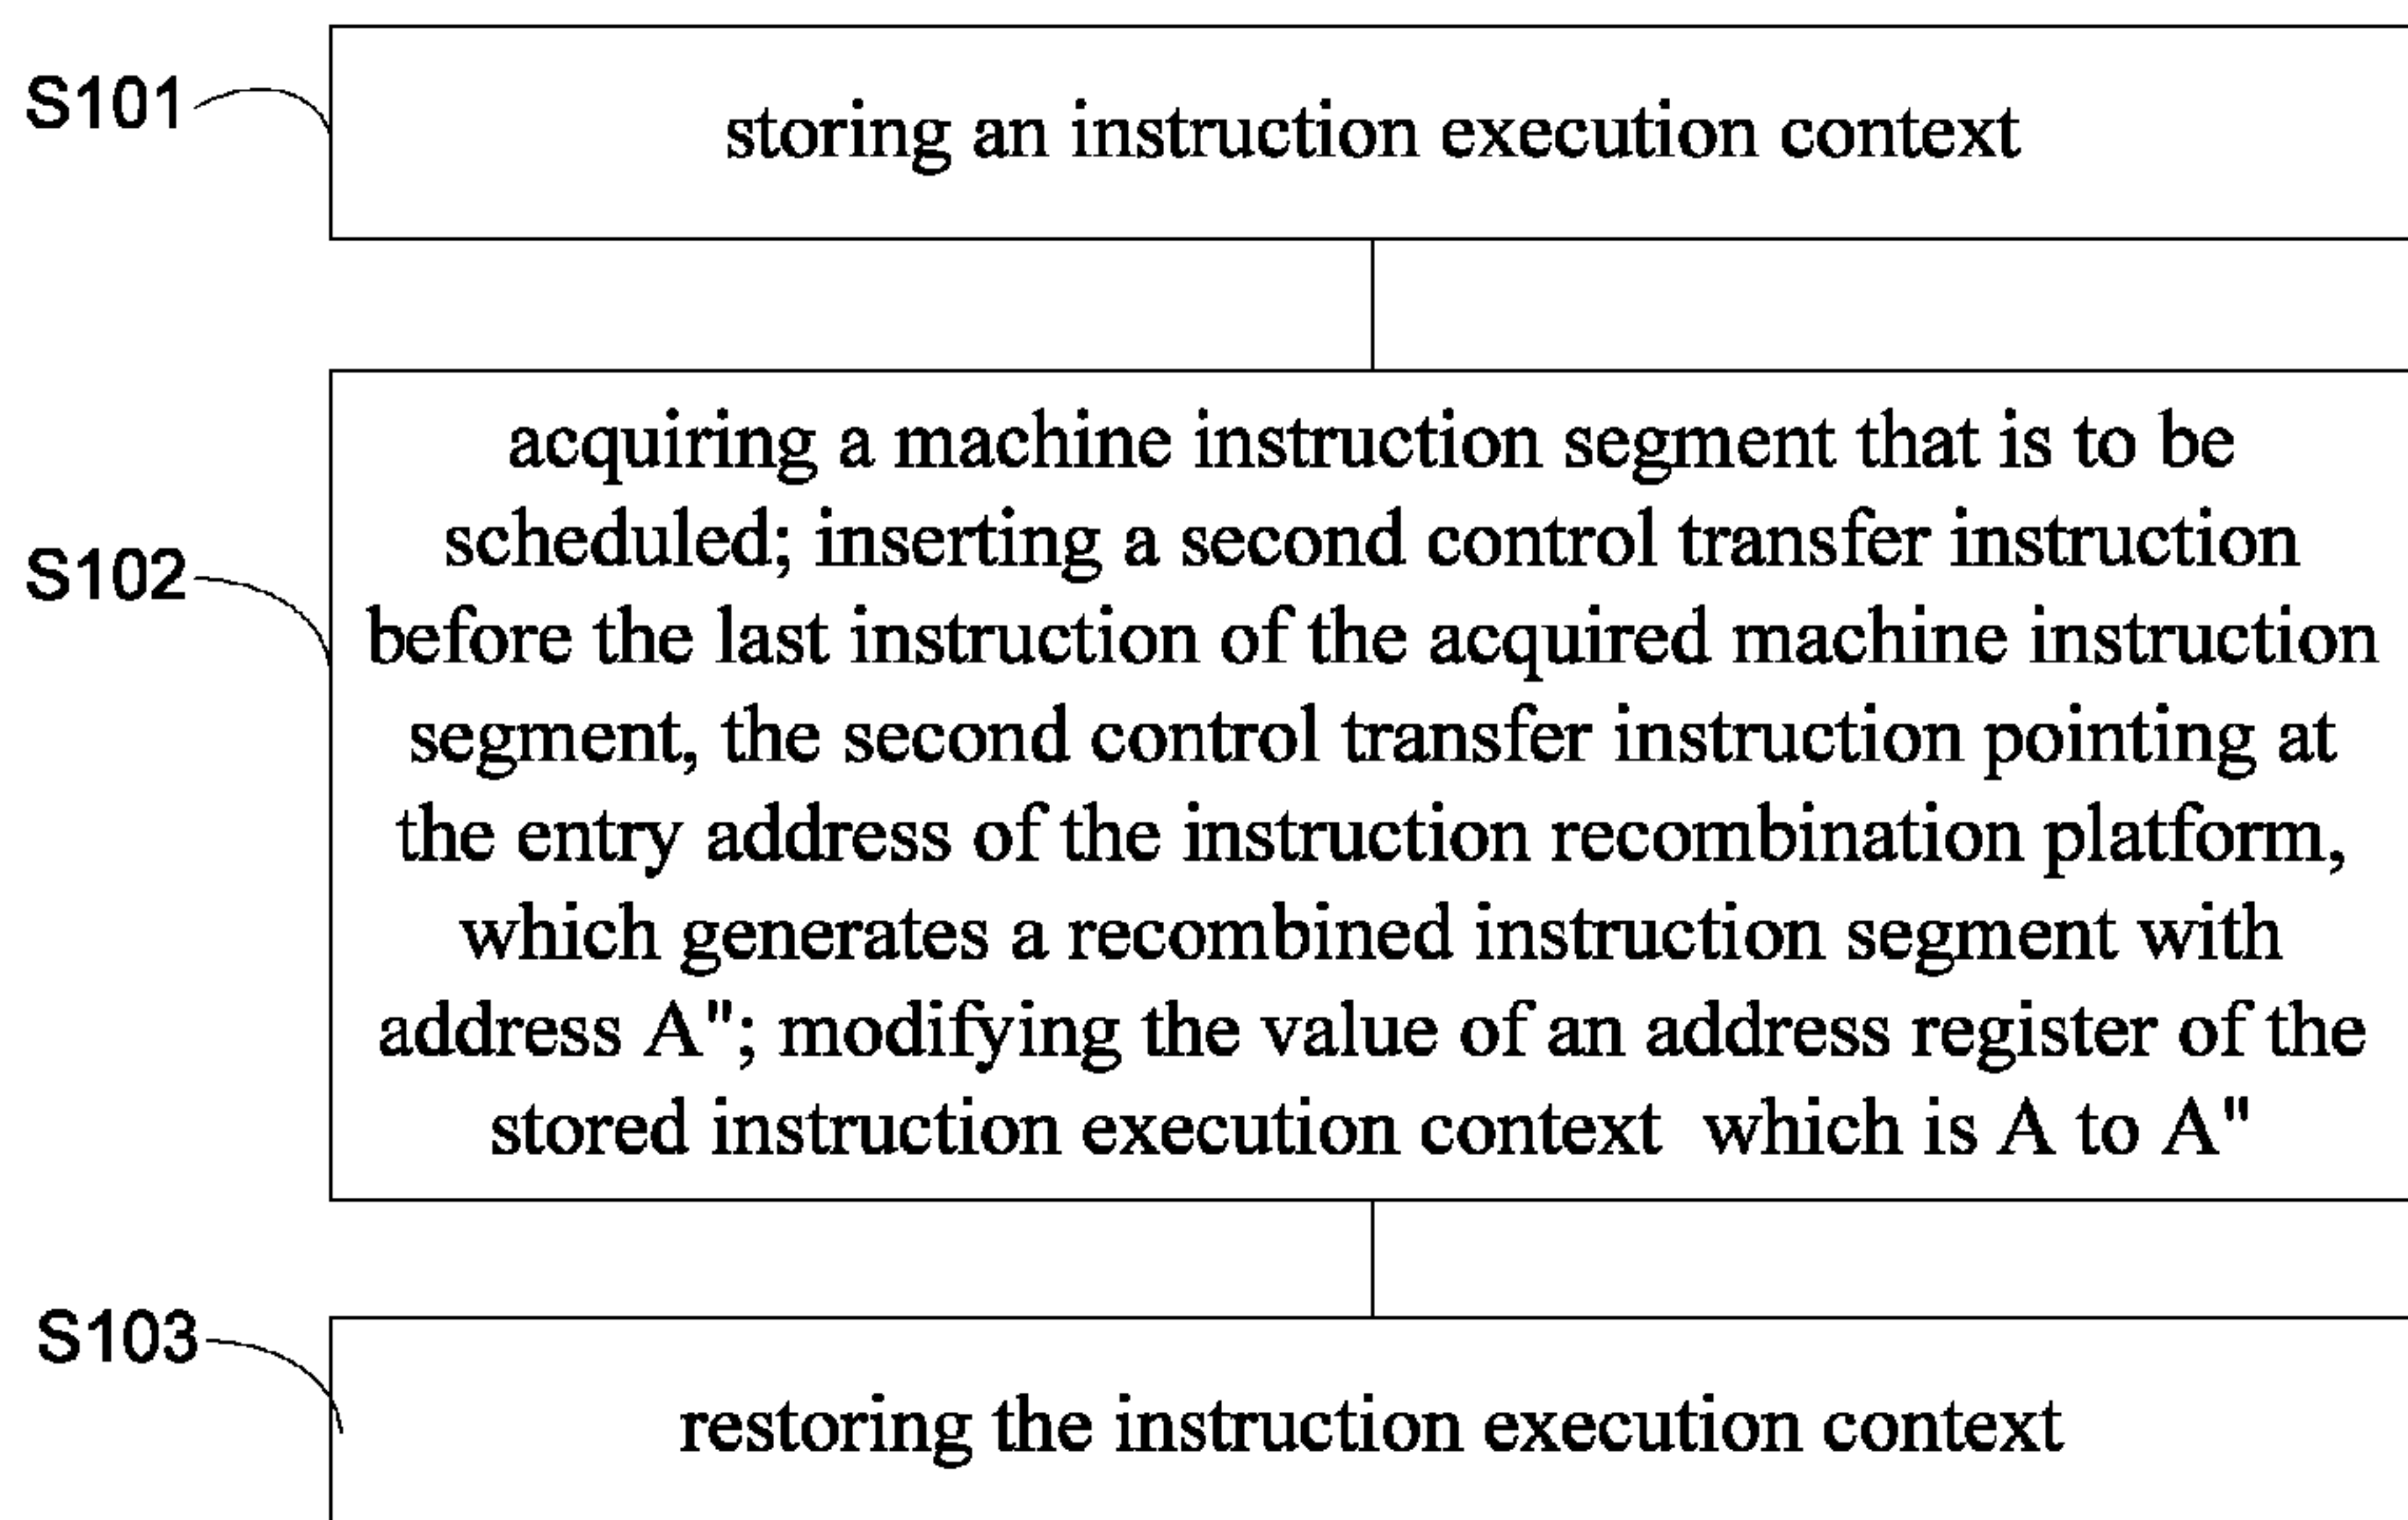 S101
storing an instruction execution context
S102
acquiring a machine instruction segment that is to be
scheduled; inserting a second control transfer instruction
before the last instruction of the acquired machine instruction
segment, the second control transfer instruction pointing at
the entry address of the instruction recombination platform,
which generates a recombined instruction segment with
address A"; modifying the value of an address register of the
stored instruction execution context which is A to A"
S103
restoring the instruction execution context